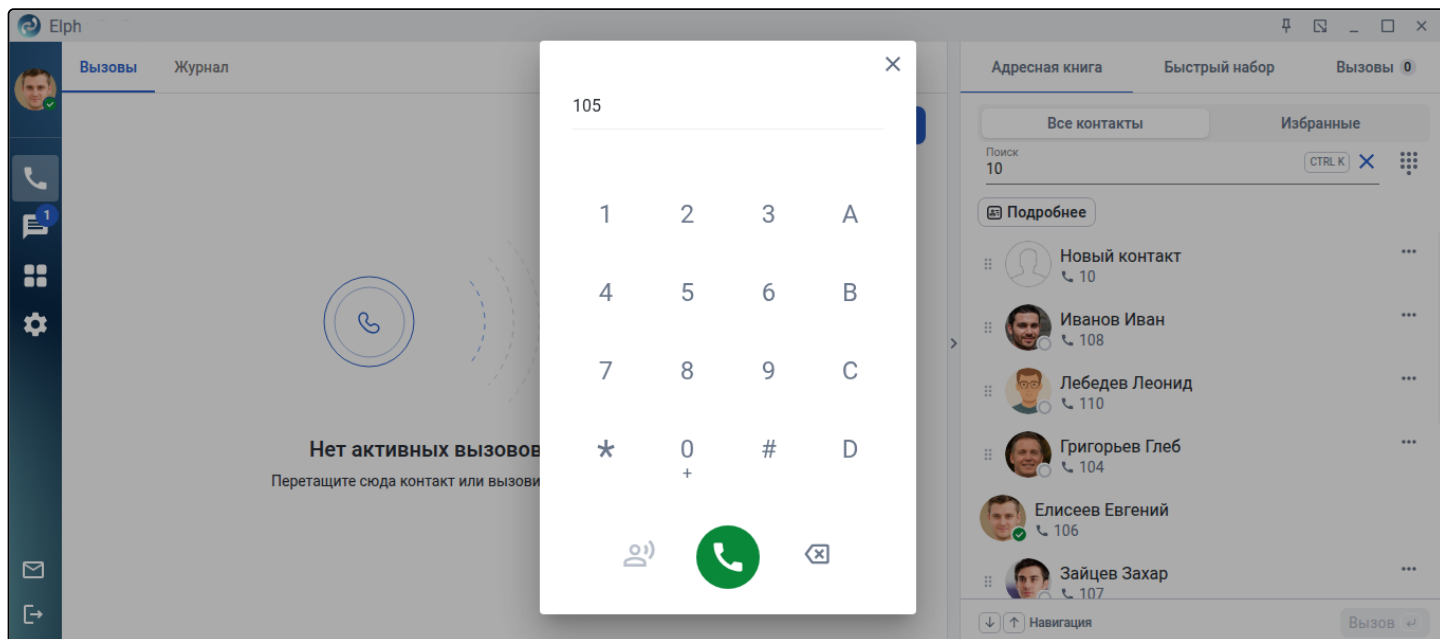 Elph
Вызовы Журнал
1
Нет активных вызовов
Перетащите сюда контакт или вызови
105
1 2 3 A
4 5 6 B
7 8 9 C
* 0 # D
+
Адресная книга Быстрый набор Вызовы 0
Все контакты Избранные
Поиск
10 CTRL K
Подробнее
Новый контакт
10
Иванов Иван
108
Лебедев Леонид
110
Григорьев Глеб
104
Елисеев Евгений
106
Зайцев Захар
107
Навигация Вызов